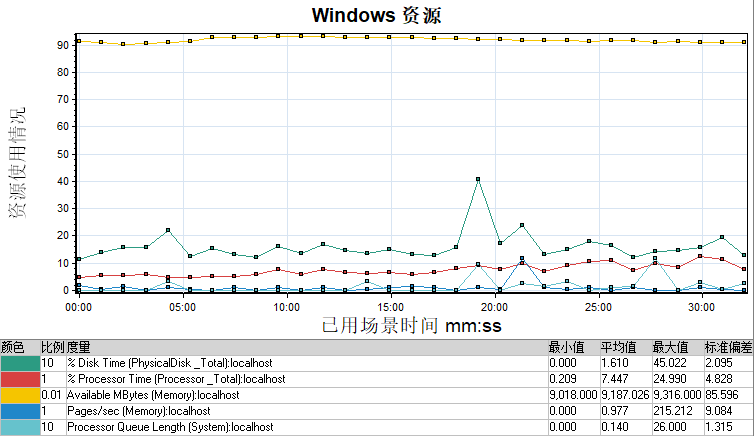 Windows 资源
90
80
70
60
50
40
30
20
10
0
资源使用情况
00:00 05:00 10:00 15:00 20:00 25:00 30:00
已用场景时间 mm:ss
颜色 比例 度量 最小值 平均值 最大值 标准偏差
10 % Disk Time (PhysicalDisk _Total):localhost 0.000 1.610 45.022 2.095
1 % Processor Time (Processor _Total):localhost 0.209 7.447 24.990 4.828
0.01 Available MBytes (Memory):localhost 9,018.000 9,187.026 9,316.000 85.596
1 Pages/sec (Memory):localhost 0.000 0.977 215.212 9.084
10 Processor Queue Length (System):localhost 0.000 0.140 26.000 1.315